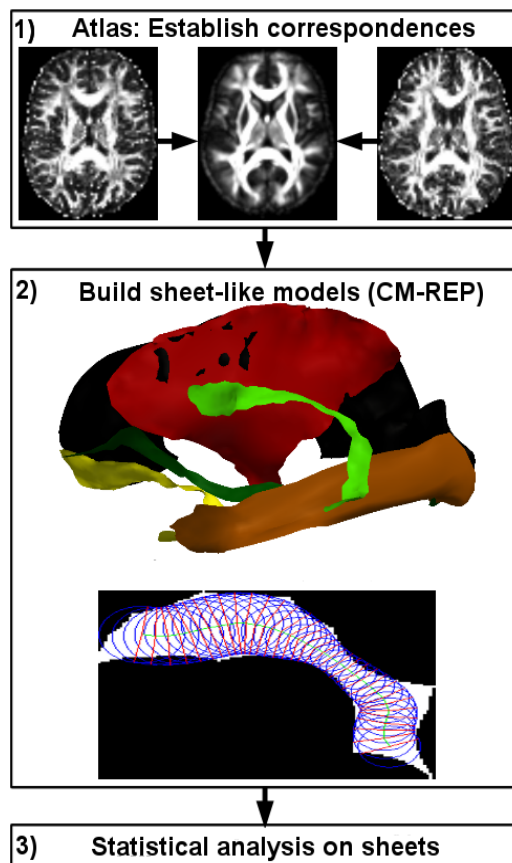 1) Atlas: Establish correspondences
2) Build sheet-like models (CM-REP)
3) Statistical analysis on sheets